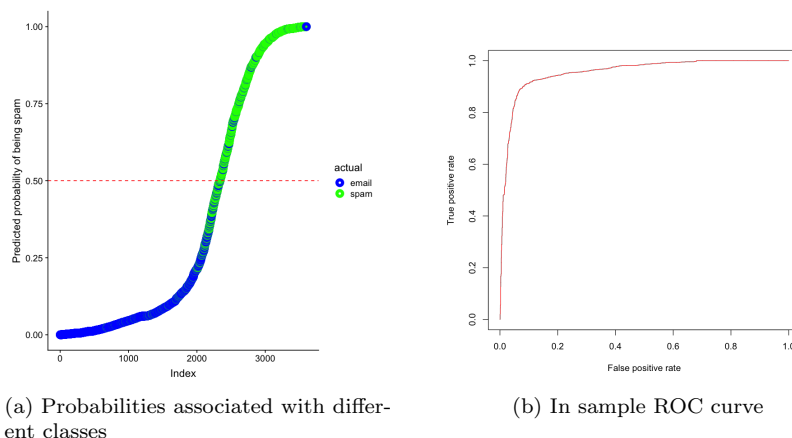 1.00
0.75
0.50
0.25
0.00
Predicted probability of being spam
0
1000
2000
3000
Index
actual
email
spam
(a) Probabilities associated with differ-
ent classes
1.0
0.8
0.6
0.4
0.2
0.0
True positive rate
0.0
0.2
0.4
0.6
0.8
1.0
False positive rate
(b) In sample ROC curve